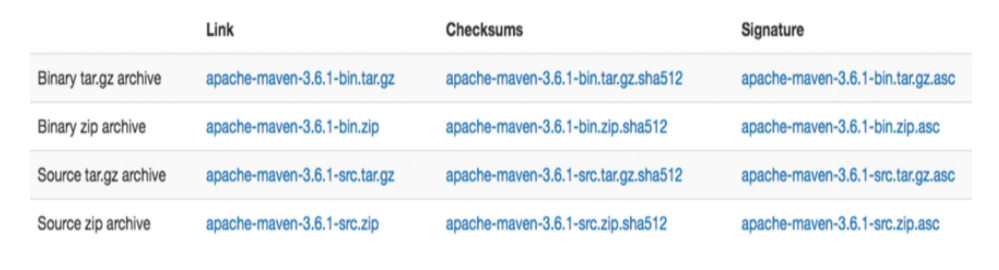 Link Checksums Signature
Binary tar.gz archive apache-maven-3.6.1-bin.tar.gz apache-maven-3.6.1-bin.tar.gz.sha512 apache-maven-3.6.1-bin.tar.gz.asc
Binary zip archive apache-maven-3.6.1-bin.zip apache-maven-3.6.1-bin.zip.sha512 apache-maven-3.6.1-bin.zip.asc
Source tar.gz archive apache-maven-3.6.1-src.tar.gz apache-maven-3.6.1-src.tar.gz.sha512 apache-maven-3.6.1-src.tar.gz.asc
Source zip archive apache-maven-3.6.1-src.zip apache-maven-3.6.1-src.zip.sha512 apache-maven-3.6.1-src.zip.asc